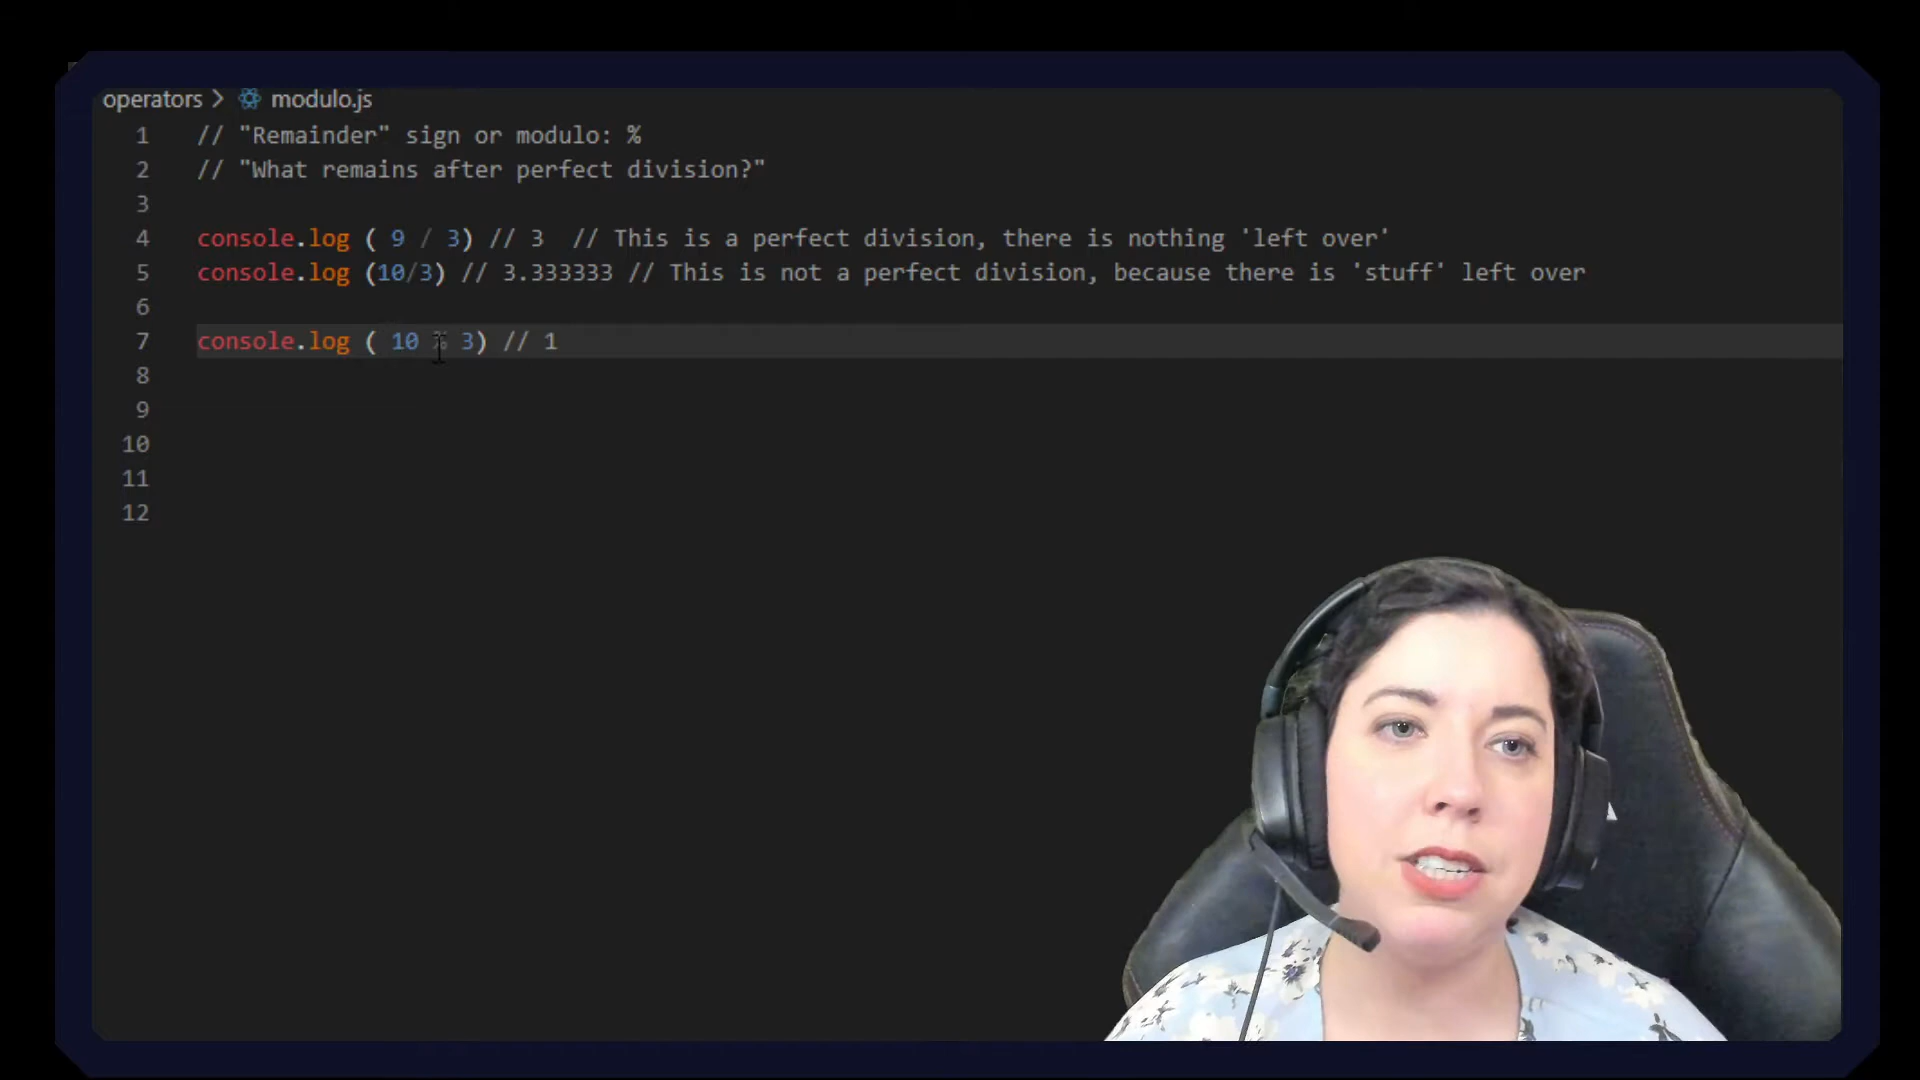 operators > modulo.js
1 // "Remainder" sign or modulo: %
2 // "What remains after perfect division?"
3
4 console.log ( 9 / 3) // 3  // This is a perfect division, there is nothing 'left over'
5 console.log (10/3) // 3.333333 // This is not a perfect division, because there is 'stuff' left over
6
7 console.log ( 10 % 3) // 1
8
9
10
11
12